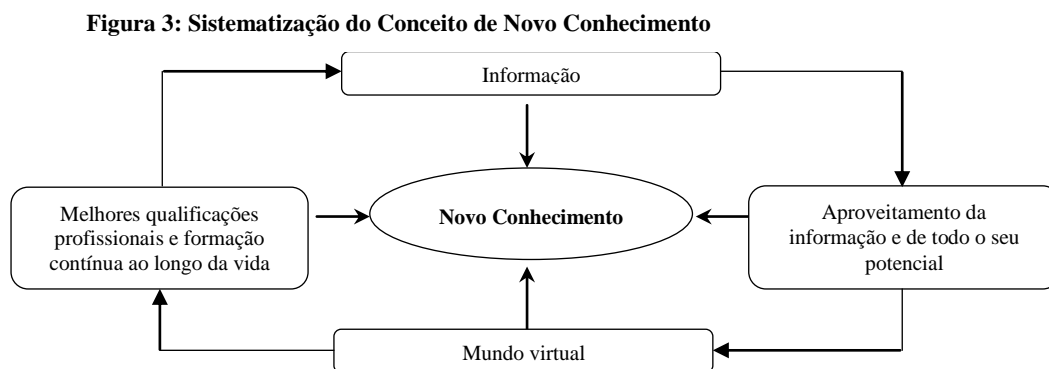 Figura 3: Sistematização do Conceito de Novo Conhecimento
Informação
Melhores qualificações
profissionais e formação
contínua ao longo da vida
Novo Conhecimento
Aproveitamento da
informação e de todo o seu
potencial
Mundo virtual